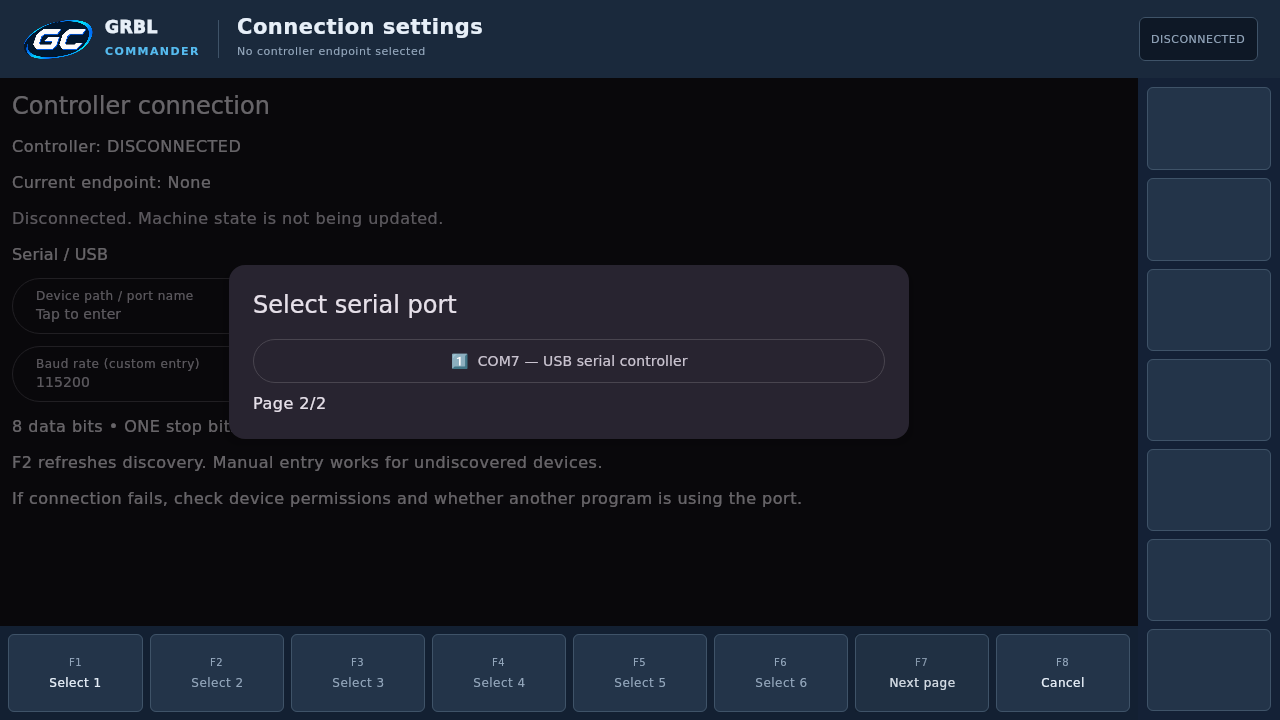 GC
GRBL
COMMANDER
Connection settings
No controller endpoint selected
DISCONNECTED
Controller connection
Controller: DISCONNECTED
Current endpoint: None
Disconnected. Machine state is not being updated.
Serial / USB
Device path / port name
Tap to enter
Baud rate (custom entry)
115200
8 data bits • ONE stop bit
F2 refreshes discovery. Manual entry works for undiscovered devices.
If connection fails, check device permissions and whether another program is using the port.
Select serial port
1️⃣ COM7 — USB serial controller
Page 2/2
F1
Select 1
F2
Select 2
F3
Select 3
F4
Select 4
F5
Select 5
F6
Select 6
F7
Next page
F8
Cancel